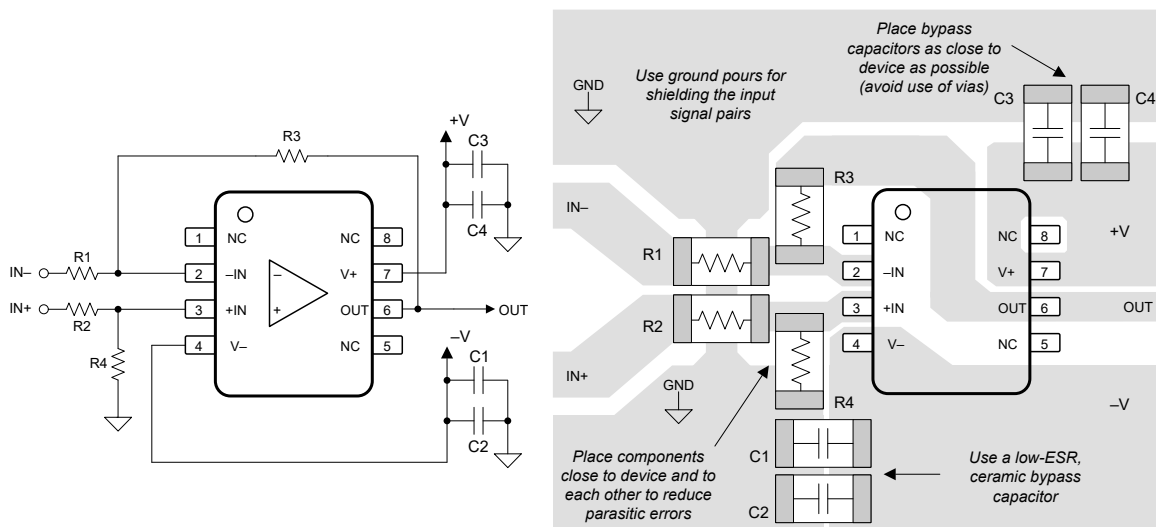 +V
R3
C3
C4
1
NC
NC
8
IN–
R1
2
–IN
–
V+
7
IN+
R2
3
+IN
+
OUT
6
OUT
R4
4
V–
NC
5
–V
C1
C2
Place bypass
capacitors as close to
device as possible
(avoid use of vias)
Use ground pours for
shielding the input
signal pairs
GND
C3
C4
R3
IN–
R1
1
NC
NC
8
+V
2
–IN
V+
7
3
+IN
OUT
6
OUT
R2
4
V–
NC
5
IN+
GND
R4
–V
C1
C2
Place components
close to device and to
each other to reduce
parasitic errors
Use a low-ESR,
ceramic bypass
capacitor